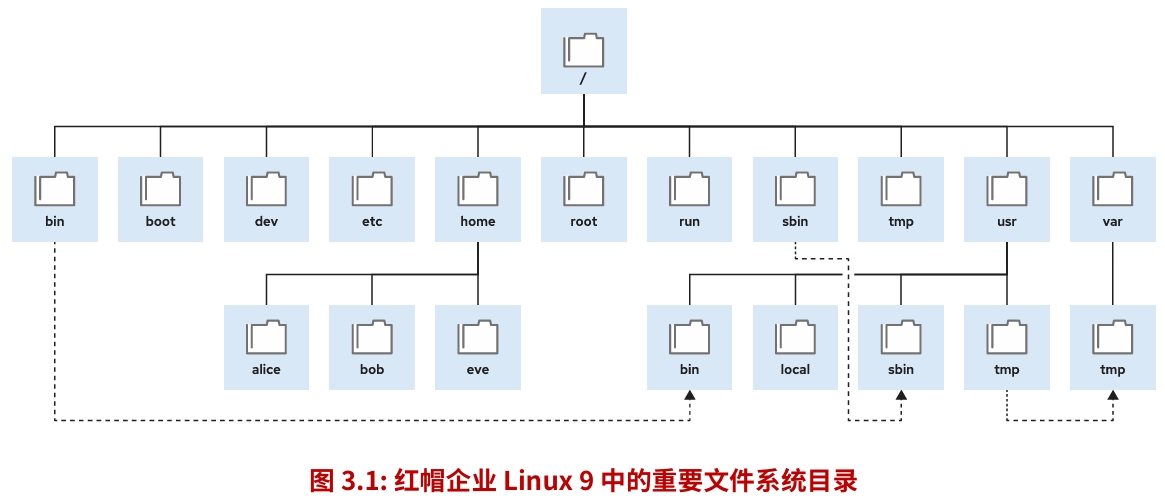 /
bin boot dev etc home root run sbin tmp usr var
alice bob eve bin local sbin tmp tmp
图 3.1: 红帽企业 Linux 9 中的重要文件系统目录